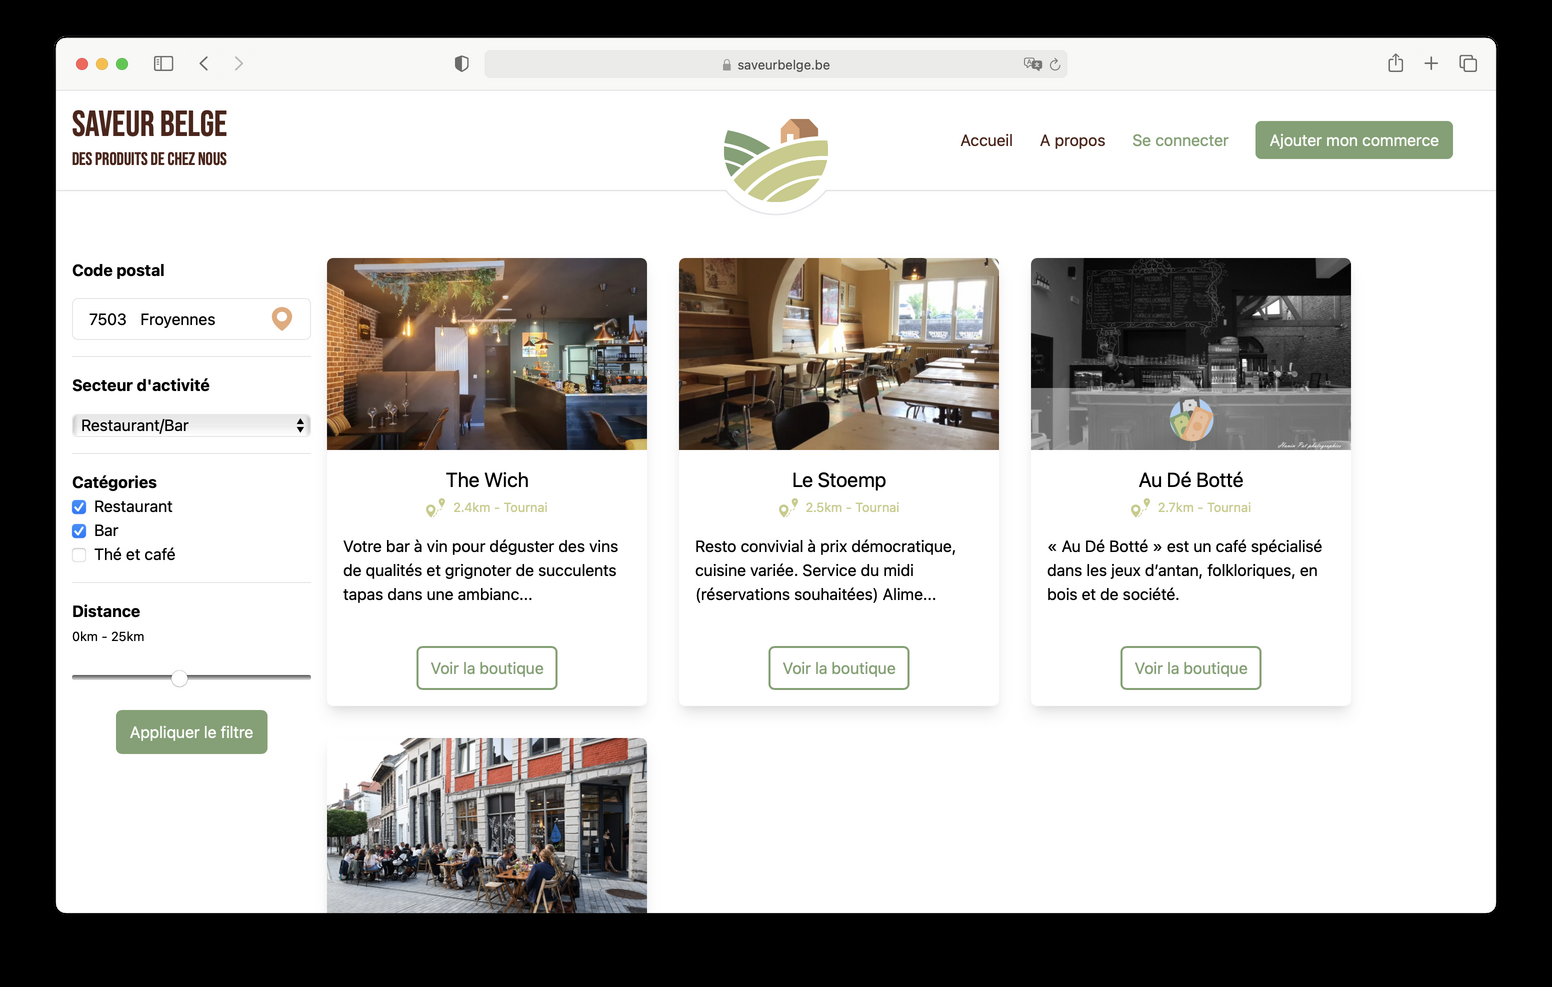 saveurbelge.be
SAVEUR BELGE
DES PRODUITS DE CHEZ NOUS
Accueil
A propos
Se connecter
Ajouter mon commerce
Code postal
7503 Froyennes
Secteur d'activité
Restaurant/Bar
Catégories
Restaurant
Bar
Thé et café
Distance
0km - 25km
Appliquer le filtre
The Wich
2.4km - Tournai
Votre bar à vin pour déguster des vins
de qualités et grignoter de succulents
tapas dans une ambianc...
Voir la boutique
Le Stoemp
2.5km - Tournai
Resto convivial à prix démocratique,
cuisine variée. Service du midi
(réservations souhaitées) Alime...
Voir la boutique
Au Dé Botté
2.7km - Tournai
« Au Dé Botté » est un café spécialisé
dans les jeux d’antan, folkloriques, en
bois et de société.
Voir la boutique